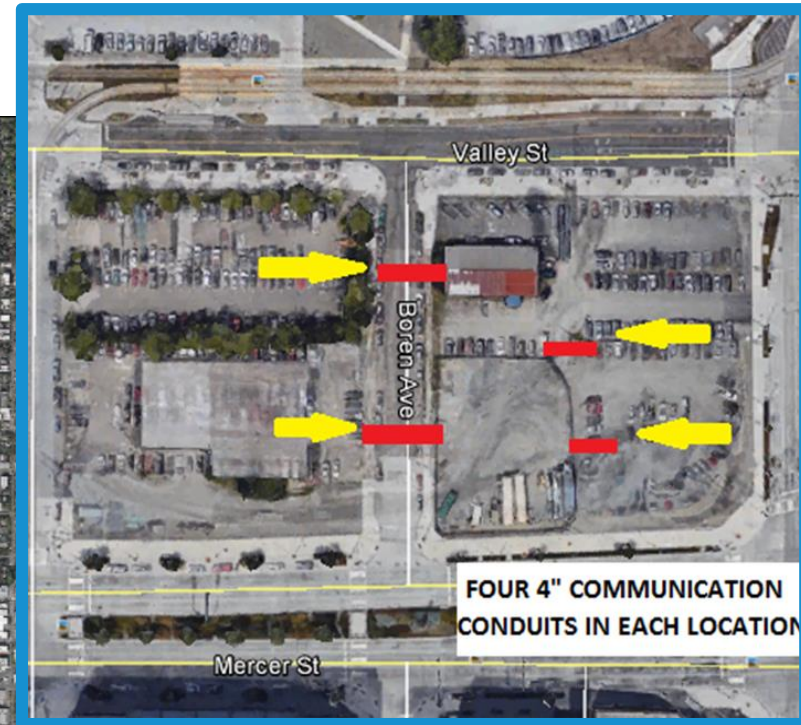 Valley St
Boren Ave
FOUR 4" COMMUNICATION
CONDUITS IN EACH LOCATION
Mercer St